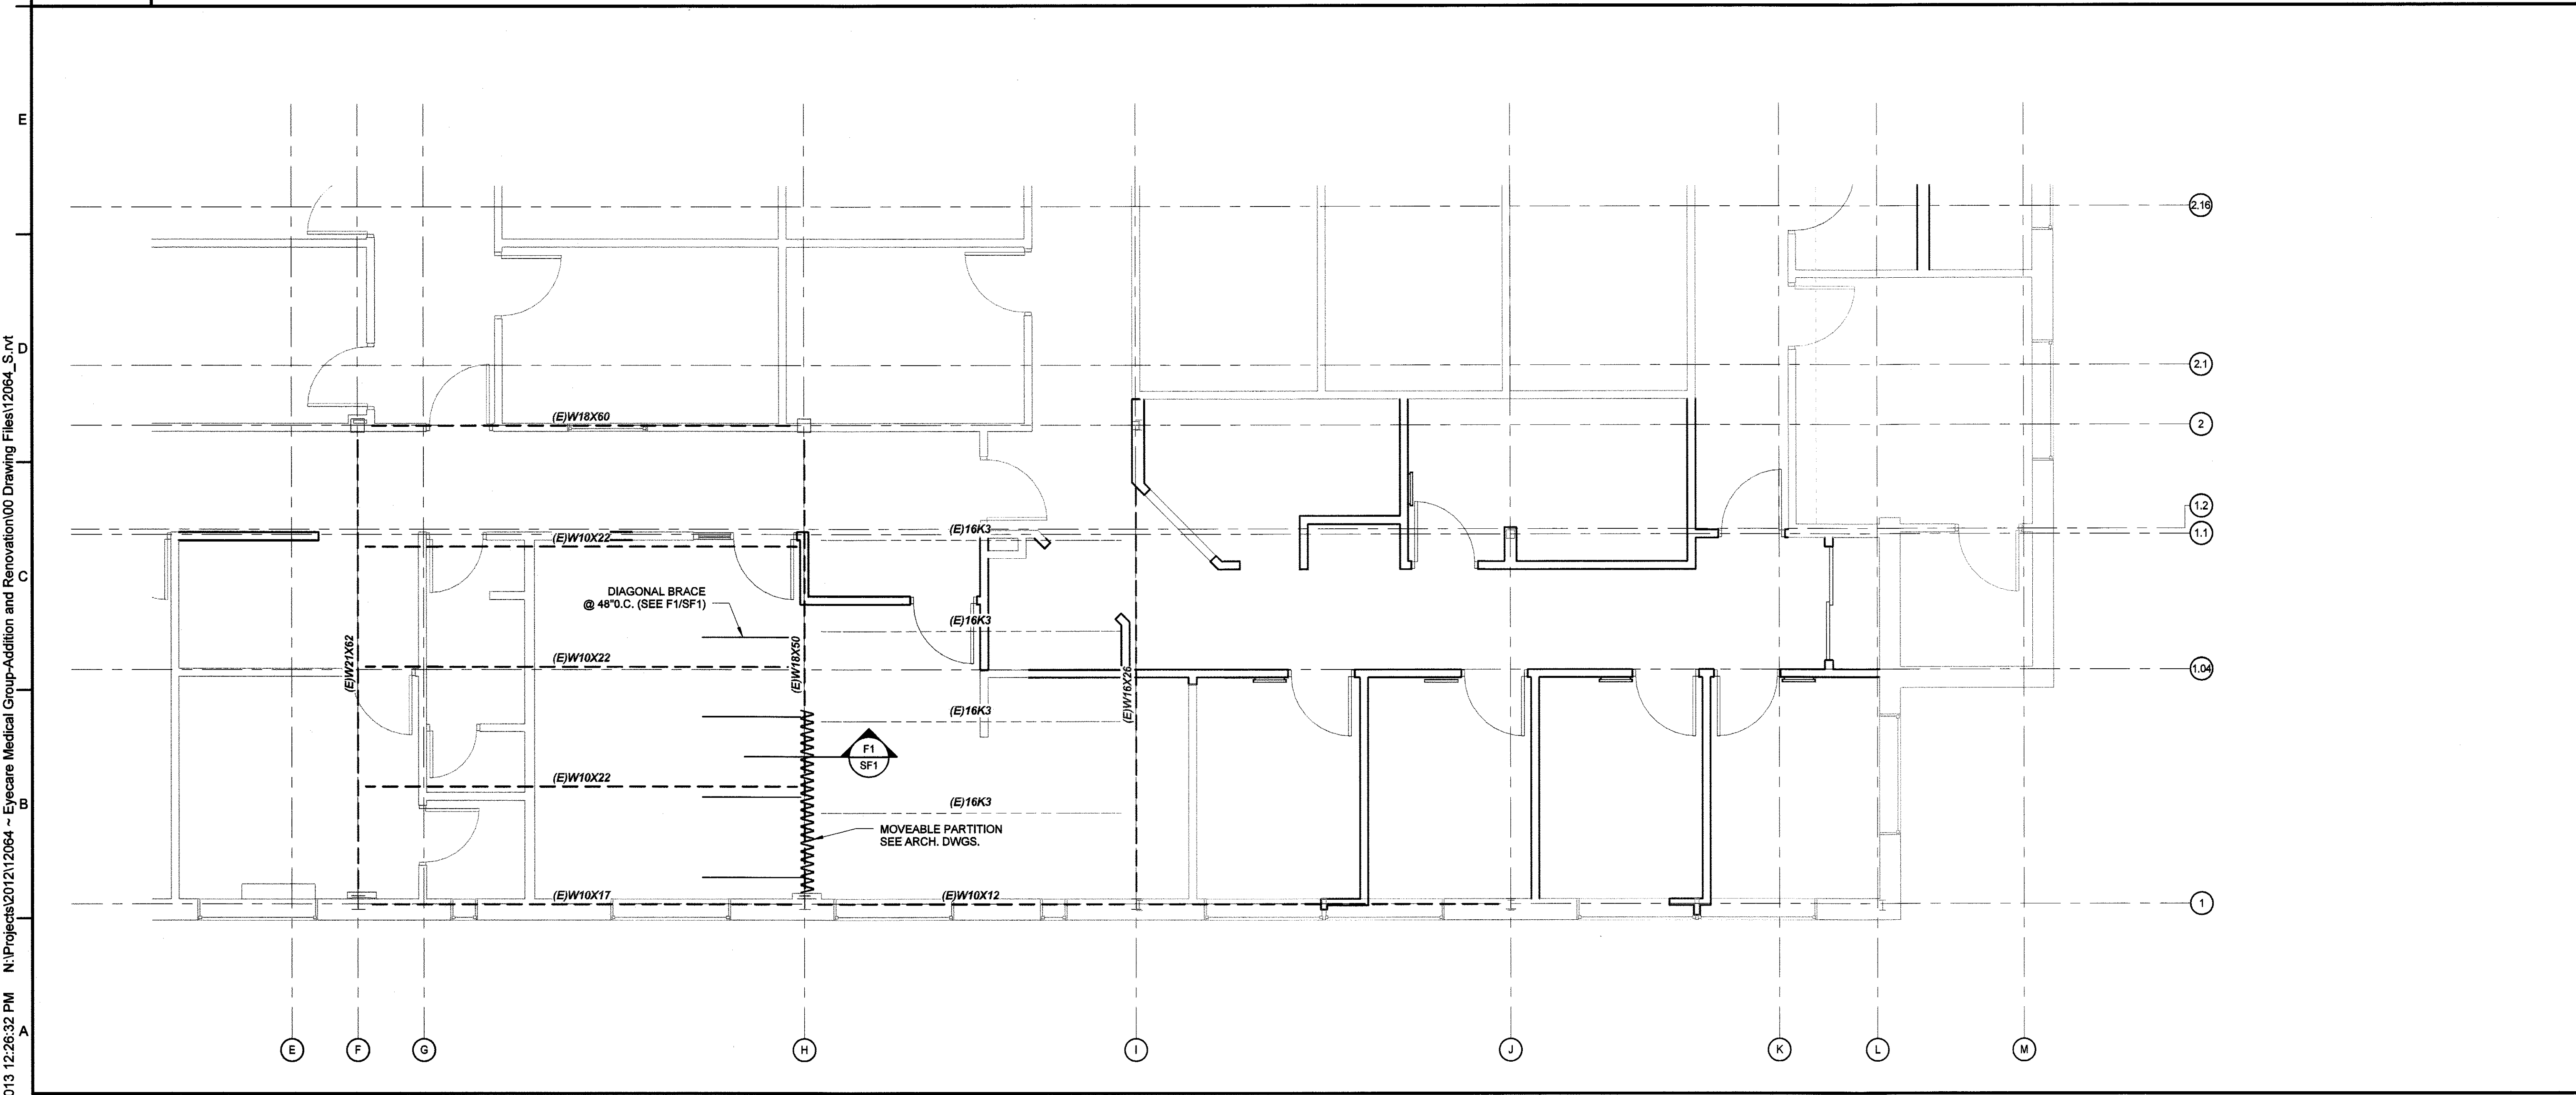 E
2.16
D
2.1
(E)W18X60
2
1.2
(E)16K3
1.1
(E)W10X22
C
DIAGONAL BRACE
@ 48"O.C. (SEE F1/SF1)
(E)16K3
(E)W21X62
(E)W10X22
(E)W18X50
(E)W16X26
1.04
(E)16K3
F1
SF1
(E)W10X22
B
(E)16K3
MOVEABLE PARTITION
SEE ARCH. DWGS.
(E)W10X17
(E)W10X12
1
A
E
F
G
H
I
J
K
L
M
013 12:26:32 PM N:\Projects\2012\12064 ~ Eyecare Medical Group-Addition and Renovation\00 Drawing Files\12064_S.rvt